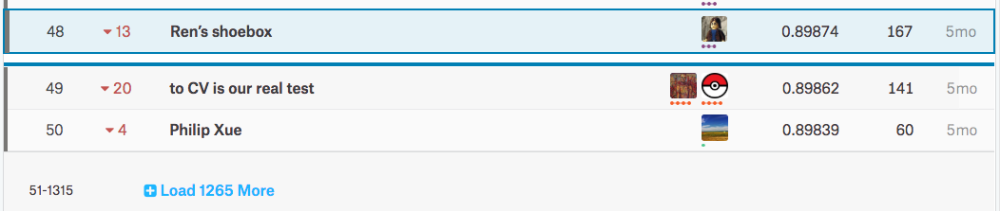 48 13 Ren's shoebox 0.89874 167 5mo
49 20 to CV is our real test 0.89862 141 5mo
50 4 Philip Xue 0.89839 60 5mo
51-1315 Load 1265 More